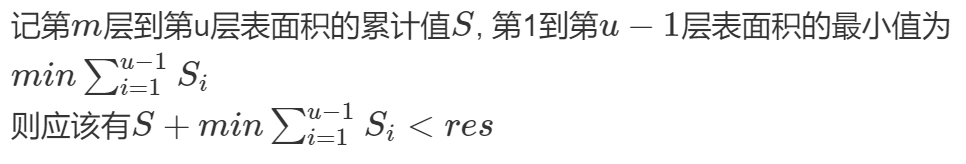 记第m层到第u层表面积的累计值S, 第1到第u − 1层表面积的最小值为
min ∑_{i=1}^{u−1} S_i
则应该有S + min ∑_{i=1}^{u−1} S_i < res